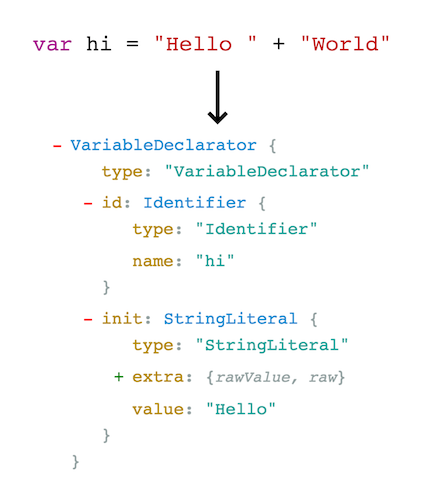 var hi = "Hello " + "World"
- VariableDeclarator {
type: "VariableDeclarator"
- id: Identifier {
type: "Identifier"
name: "hi"
}
- init: StringLiteral {
type: "StringLiteral"
+ extra: {rawValue, raw}
value: "Hello"
}
}